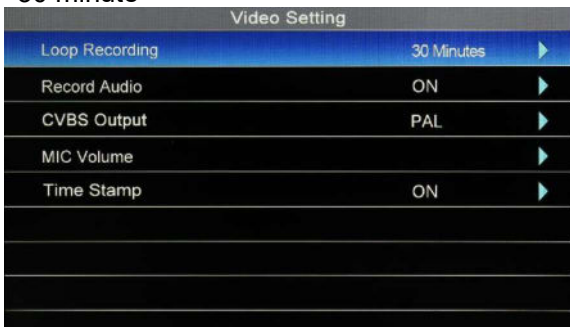 Video Setting
Loop Recording 30 Minutes
Record Audio ON
CVBS Output PAL
MIC Volume
Time Stamp ON